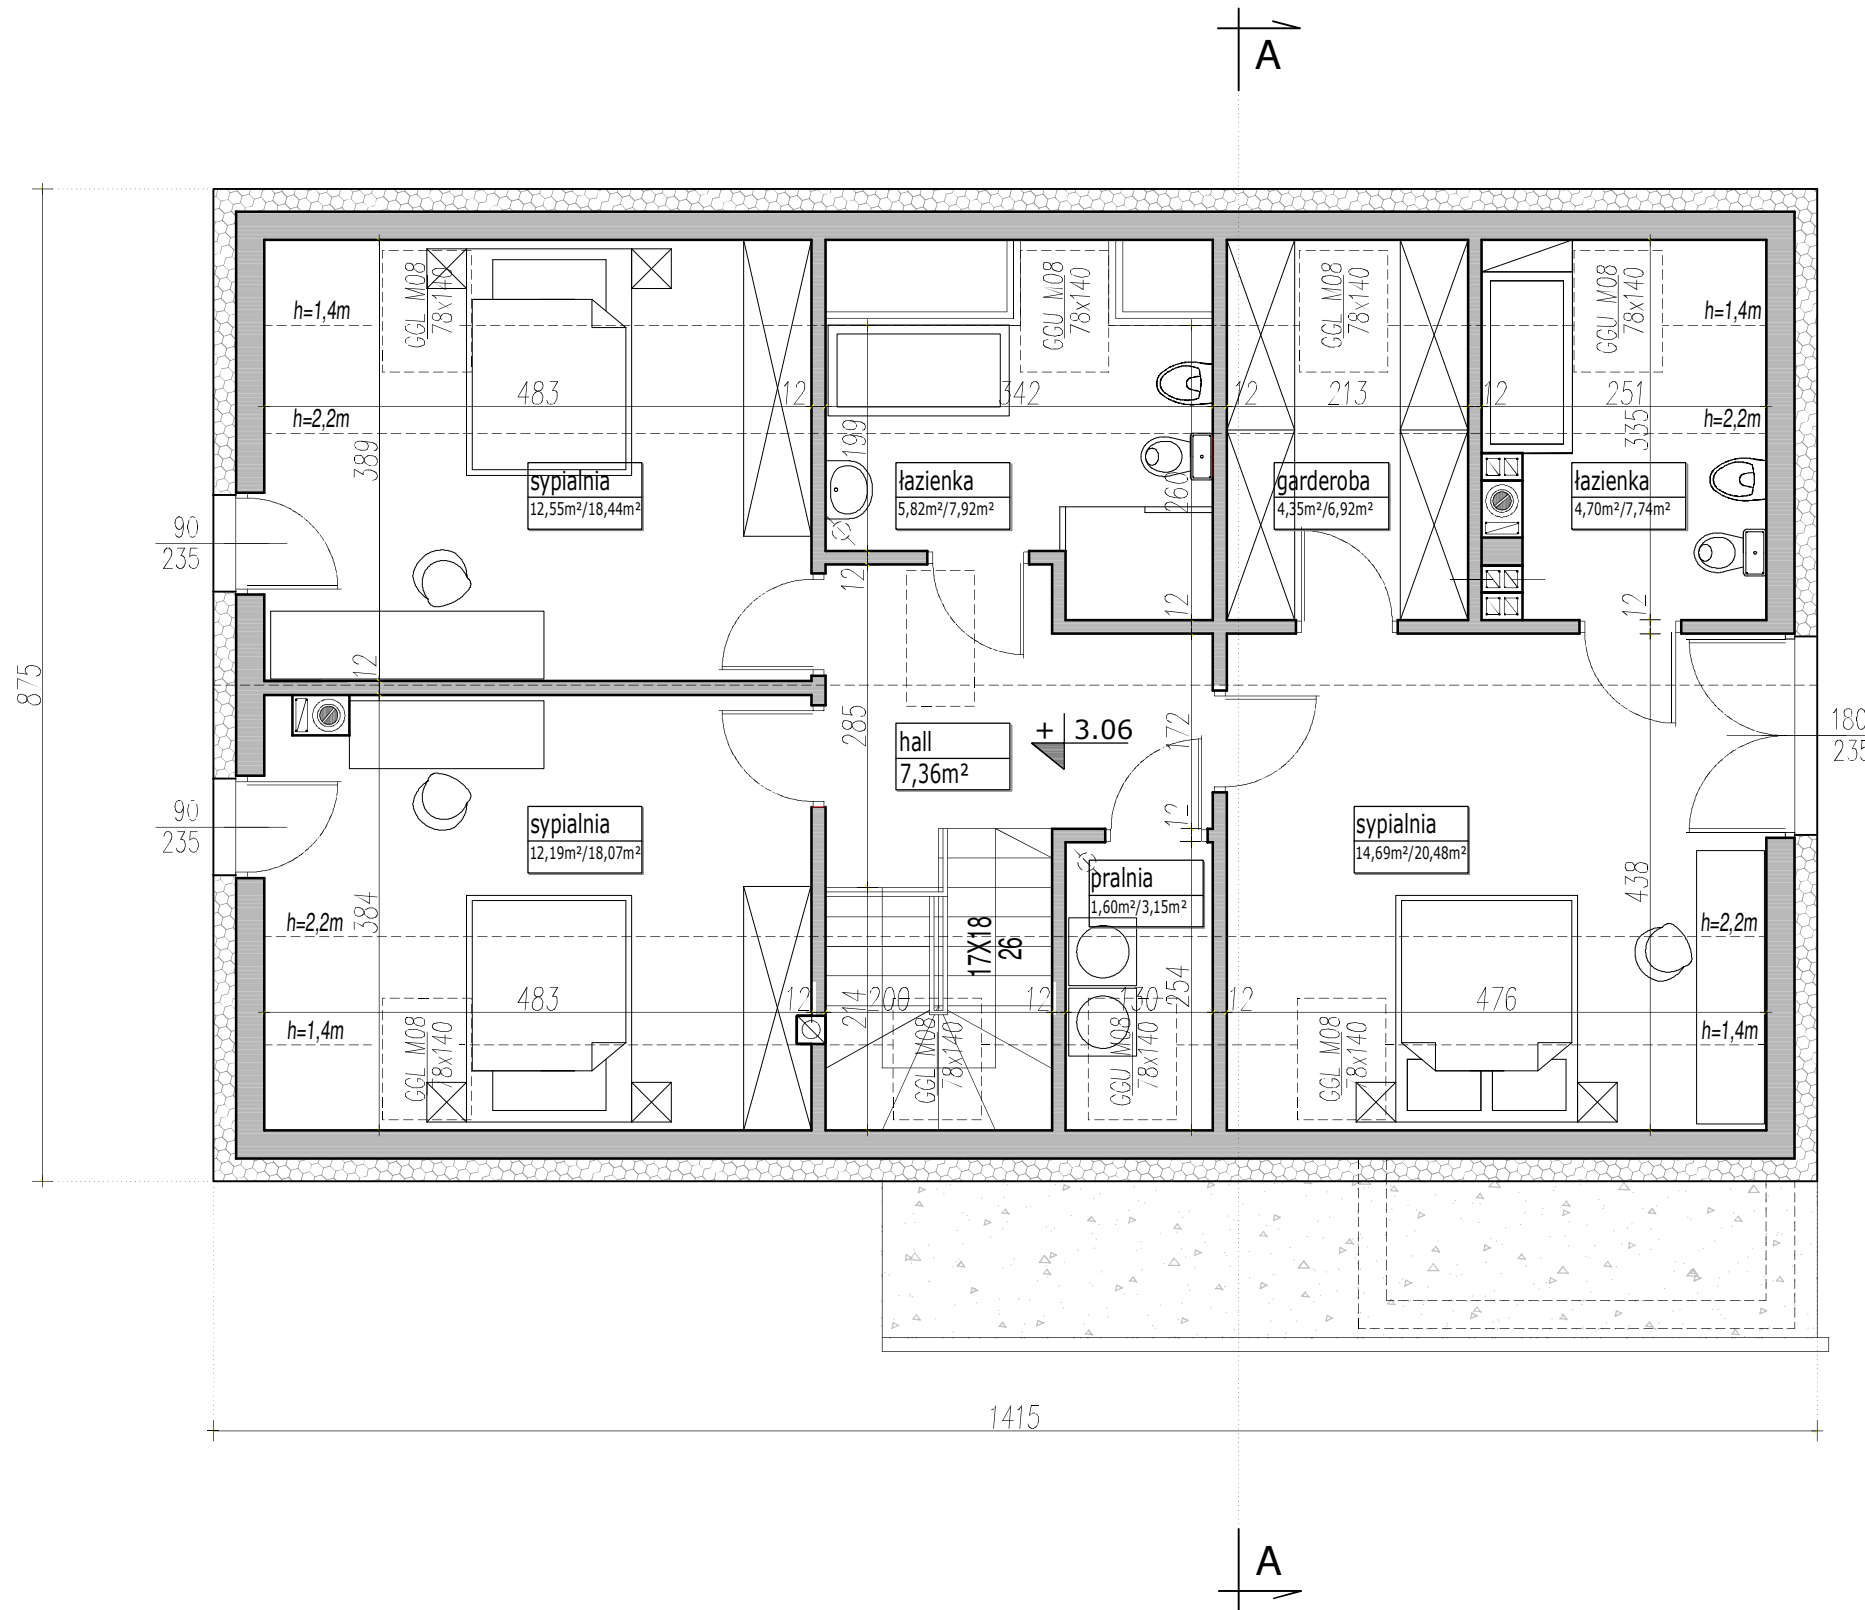 A
h=1,4m
GGL M08
78x140
GGU M08
78x140
GGL M08
78x140
GGU M08
78x140
h=1,4m
483
12
342
12
213
12
251
h=2,2m
h=2,2m
389
199
335
sypialnia
12,55m²/18,44m²
łazienka
5,82m²/7,92m²
260
garderoba
4,35m²/6,92m²
łazienka
4,70m²/7,74m²
90
235
12
12
12
12
875
285
hall
7,36m²
+ 3.06
172
180
235
90
235
sypialnia
12,19m²/18,07m²
12
sypialnia
14,69m²/20,48m²
pralnia
1,60m²/3,15m²
438
h=2,2m
384
17X18
26
h=2,2m
483
12
214
200
12
130
254
12
476
h=1,4m
GGL M08
78x140
GGL M08
78x140
GGU M08
78x140
GGL M08
78x140
h=1,4m
1415
A